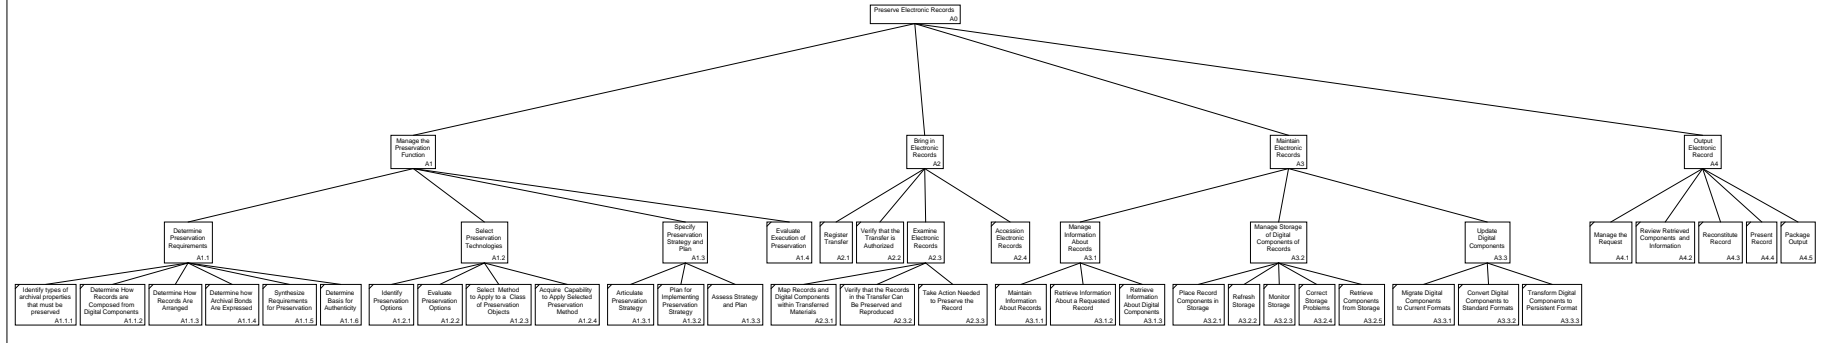 Preserve Electronic Records
A0
Manage the
Preservation
Function
A1
Bring in
Electronic
Records
A2
Maintain
Electronic
Records
A3
Output
Electronic
Record
A4
Determine
Preservation
Requirements
A1.1
Select
Preservation
Technologies
A1.2
Specify
Preservation
Strategy and
Plan
A1.3
Evaluate
Execution of
Preservation
A1.4
Register
Transfer
A2.1
Verify that the
Transfer is
Authorized
A2.2
Examine
Electronic
Records
A2.3
Accession
Electronic
Records
A2.4
Manage
Information
About
Records
A3.1
Manage Storage
of Digital
Components of
Records
A3.2
Update
Digital
Components
A3.3
Manage the
Request
A4.1
Review Retrieved
Components and
Information
A4.2
Reconstitute
Record
A4.3
Present
Record
A4.4
Package
Output
A4.5
Identify types of
archival properties
that must be
preserved
A1.1.1
Determine How
Records are
Composed from
Digital Components
A1.1.2
Determine How
Records Are
Arranged
A1.1.3
Determine how
Archival Bonds
Are Expressed
A1.1.4
Synthesize
Requirements
for Preservation
A1.1.5
Determine
Basis for
Authenticity
A1.1.6
Identify
Preservation
Options
A1.2.1
Evaluate
Preservation
Options
A1.2.2
Select Method
to Apply to a Class
of Preservation
Objects
A1.2.3
Acquire Capability
to Apply Selected
Preservation
Method
A1.2.4
Articulate
Preservation
Strategy
A1.3.1
Plan for
Implementing
Preservation
Strategy
A1.3.2
Assess Strategy
and Plan
A1.3.3
Map Records and
Digital Components
within Transferred
Materials
A2.3.1
Verify that the Records
in the Transfer Can
Be Preserved and
Reproduced
A2.3.2
Take Action Needed
to Preserve the
Record
A2.3.3
Maintain
Information
About Records
A3.1.1
Retrieve Information
About a Requested
Record
A3.1.2
Retrieve
Information
About Digital
Components
A3.1.3
Place Record
Components in
Storage
A3.2.1
Refresh
Storage
A3.2.2
Monitor
Storage
A3.2.3
Correct
Storage
Problems
A3.2.4
Retrieve
Components
from Storage
A3.2.5
Migrate Digital
Components
to Current Formats
A3.3.1
Convert Digital
Components to
Standard Formats
A3.3.2
Transform Digital
Components to
Persistent Format
A3.3.3